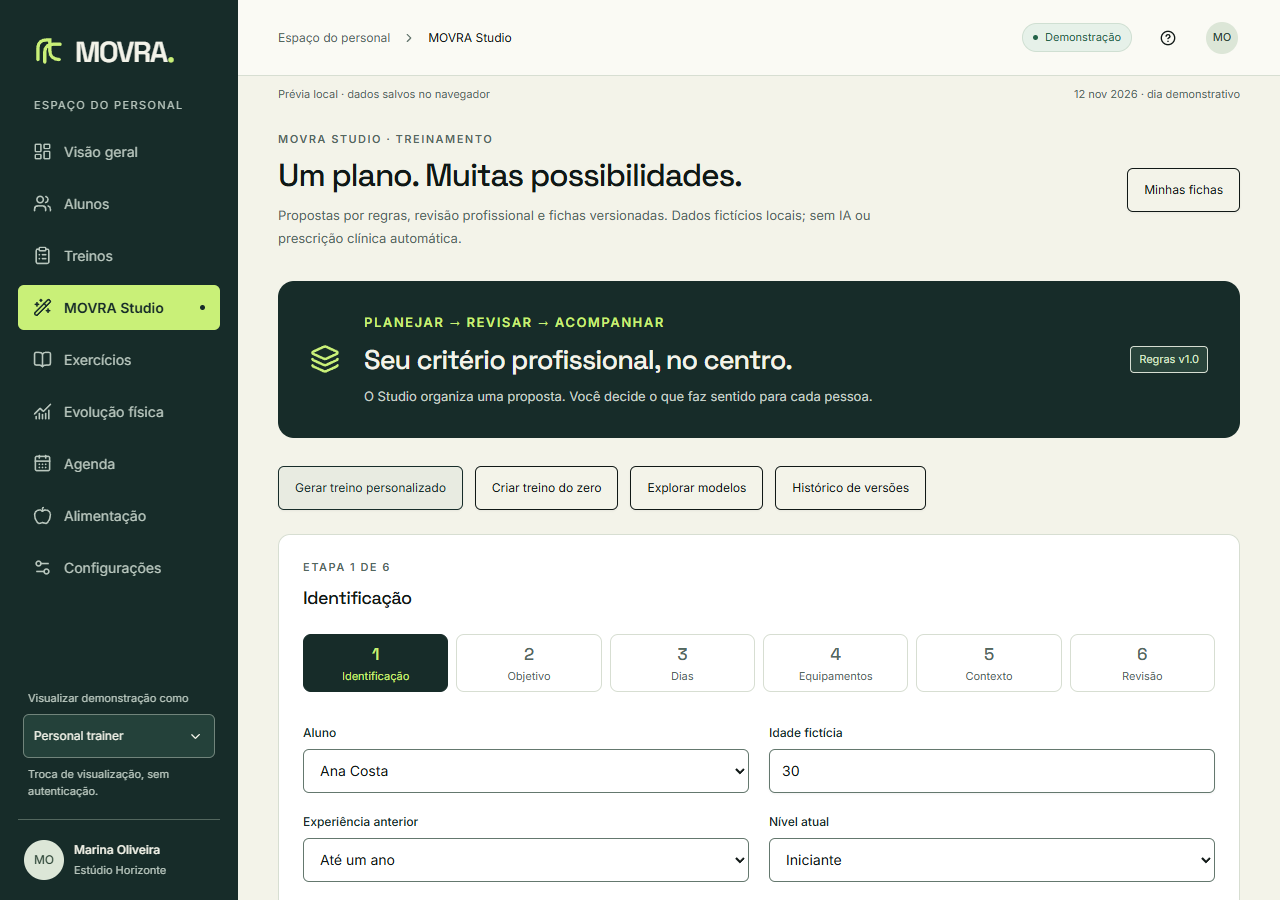 MOVRA.
ESPAÇO DO PERSONAL
Visão geral
Alunos
Treinos
MOVRA Studio
Exercícios
Evolução física
Agenda
Alimentação
Configurações
Visualizar demonstração como
Personal trainer
Troca de visualização, sem
autenticação.
MO
Marina Oliveira
Estúdio Horizonte
Espaço do personal
MOVRA Studio
Demonstração
MO
Prévia local · dados salvos no navegador
12 nov 2026 · dia demonstrativo
MOVRA STUDIO · TREINAMENTO
Um plano. Muitas possibilidades.
Propostas por regras, revisão profissional e fichas versionadas. Dados fictícios locais; sem IA ou
prescrição clínica automática.
Minhas fichas
PLANEJAR → REVISAR → ACOMPANHAR
Seu critério profissional, no centro.
O Studio organiza uma proposta. Você decide o que faz sentido para cada pessoa.
Regras v1.0
Gerar treino personalizado
Criar treino do zero
Explorar modelos
Histórico de versões
ETAPA 1 DE 6
Identificação
1
Identificação
2
Objetivo
3
Dias
4
Equipamentos
5
Contexto
6
Revisão
Aluno
Ana Costa
Idade fictícia
30
Experiência anterior
Até um ano
Nível atual
Iniciante